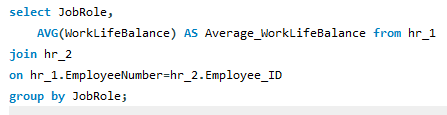 select JobRole,
AVG(WorkLifeBalance) AS Average_WorkLifeBalance from hr_1
join hr_2
on hr_1.EmployeeNumber=hr_2.Employee_ID
group by JobRole;